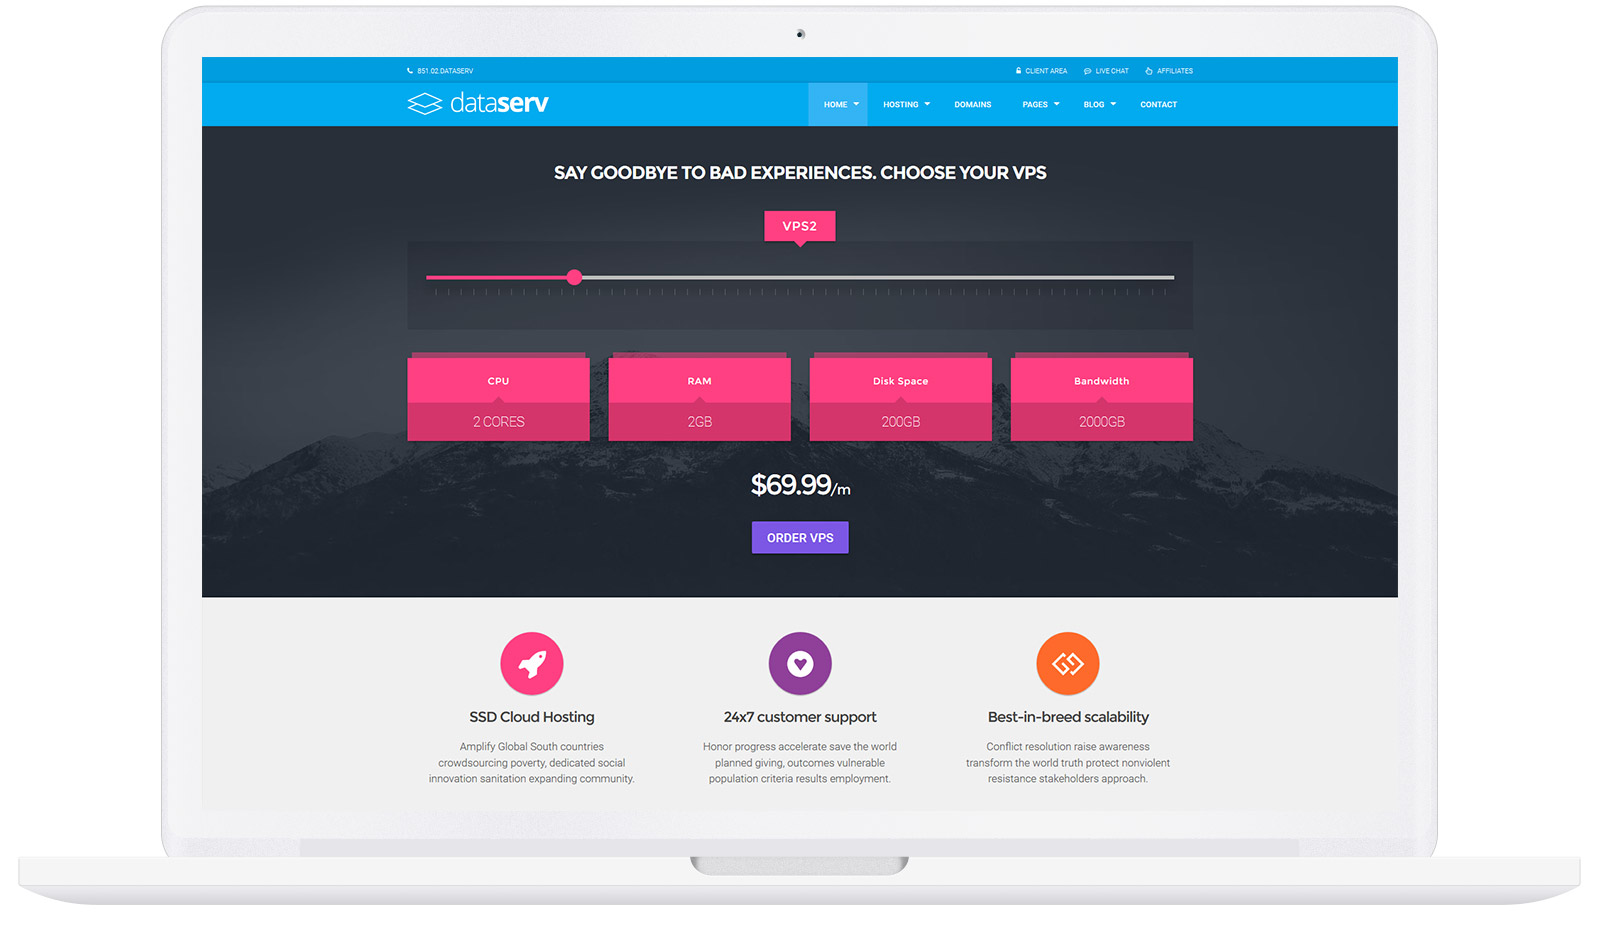 851.02.DATASERV
CLIENT AREA
LIVE CHAT
AFFILIATES
dataserv
HOME
HOSTING
DOMAINS
PAGES
BLOG
CONTACT
SAY GOODBYE TO BAD EXPERIENCES. CHOOSE YOUR VPS
VPS2
CPU
2 CORES
RAM
2GB
Disk Space
200GB
Bandwidth
2000GB
$69.99/m
ORDER VPS
SSD Cloud Hosting
Amplify Global South countries
crowdsourcing poverty, dedicated social
innovation sanitation expanding community.
24x7 customer support
Honor progress accelerate save the world
planned giving, outcomes vulnerable
population criteria results employment.
Best-in-breed scalability
Conflict resolution raise awareness
transform the world truth protect nonviolent
resistance stakeholders approach.